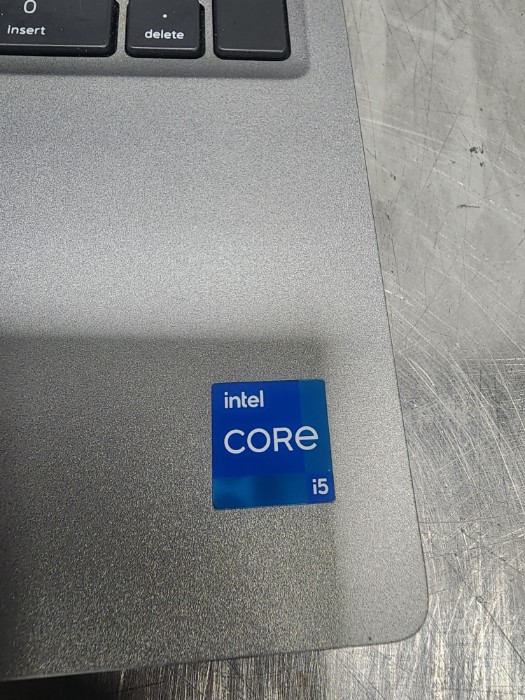 0
insert
.
delete
intel
CORE
i5